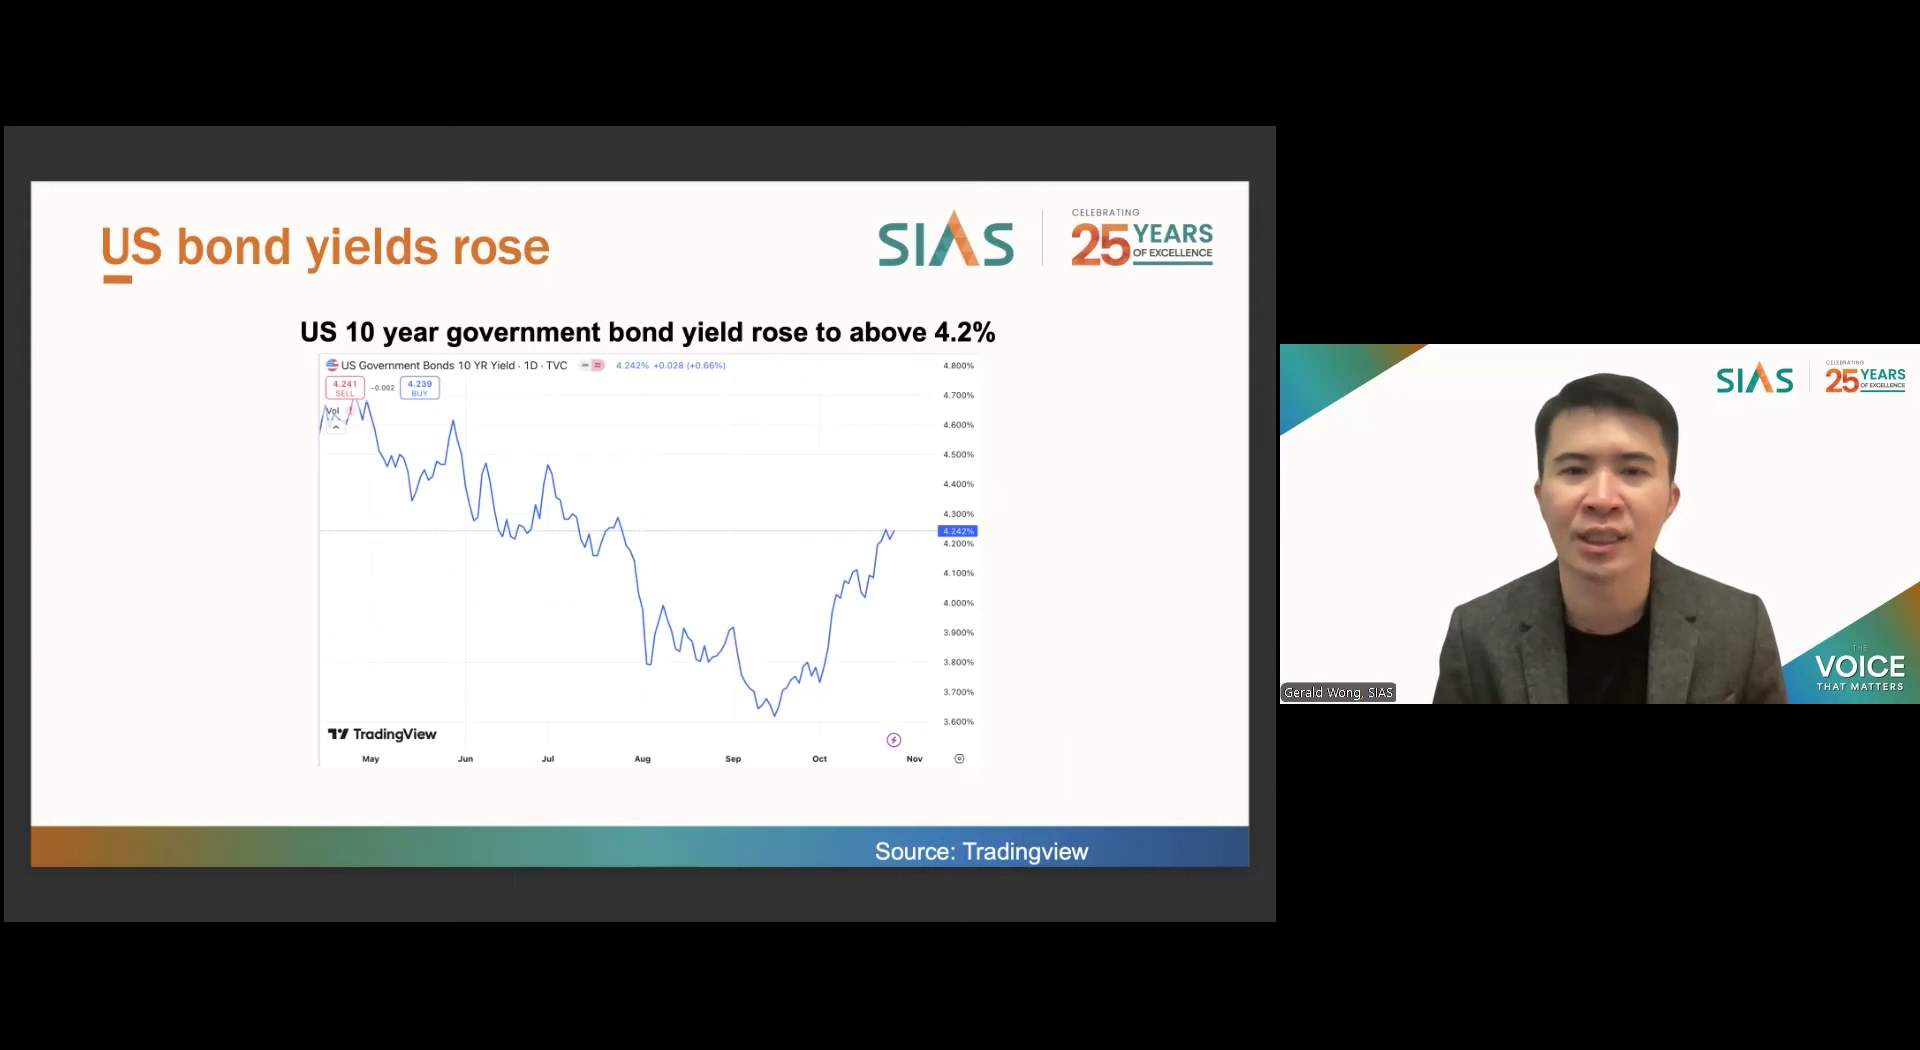 US bond yields rose
SIAS
CELEBRATING
25 YEARS
OF EXCELLENCE
US 10 year government bond yield rose to above 4.2%
US Government Bonds 10 YR Yield · 1D · TVC
4.242% +0.028 (+0.66%)
4.241
SELL
−0.002
4.239
BUY
Vol
4.800%
4.700%
4.600%
4.500%
4.400%
4.300%
4.242%
4.200%
4.100%
4.000%
3.900%
3.800%
3.700%
3.600%
TradingView
May Jun Jul Aug Sep Oct Nov
Source: Tradingview
SIAS
CELEBRATING
25 YEARS
OF EXCELLENCE
THE
VOICE
THAT MATTERS
Gerald Wong, SIAS